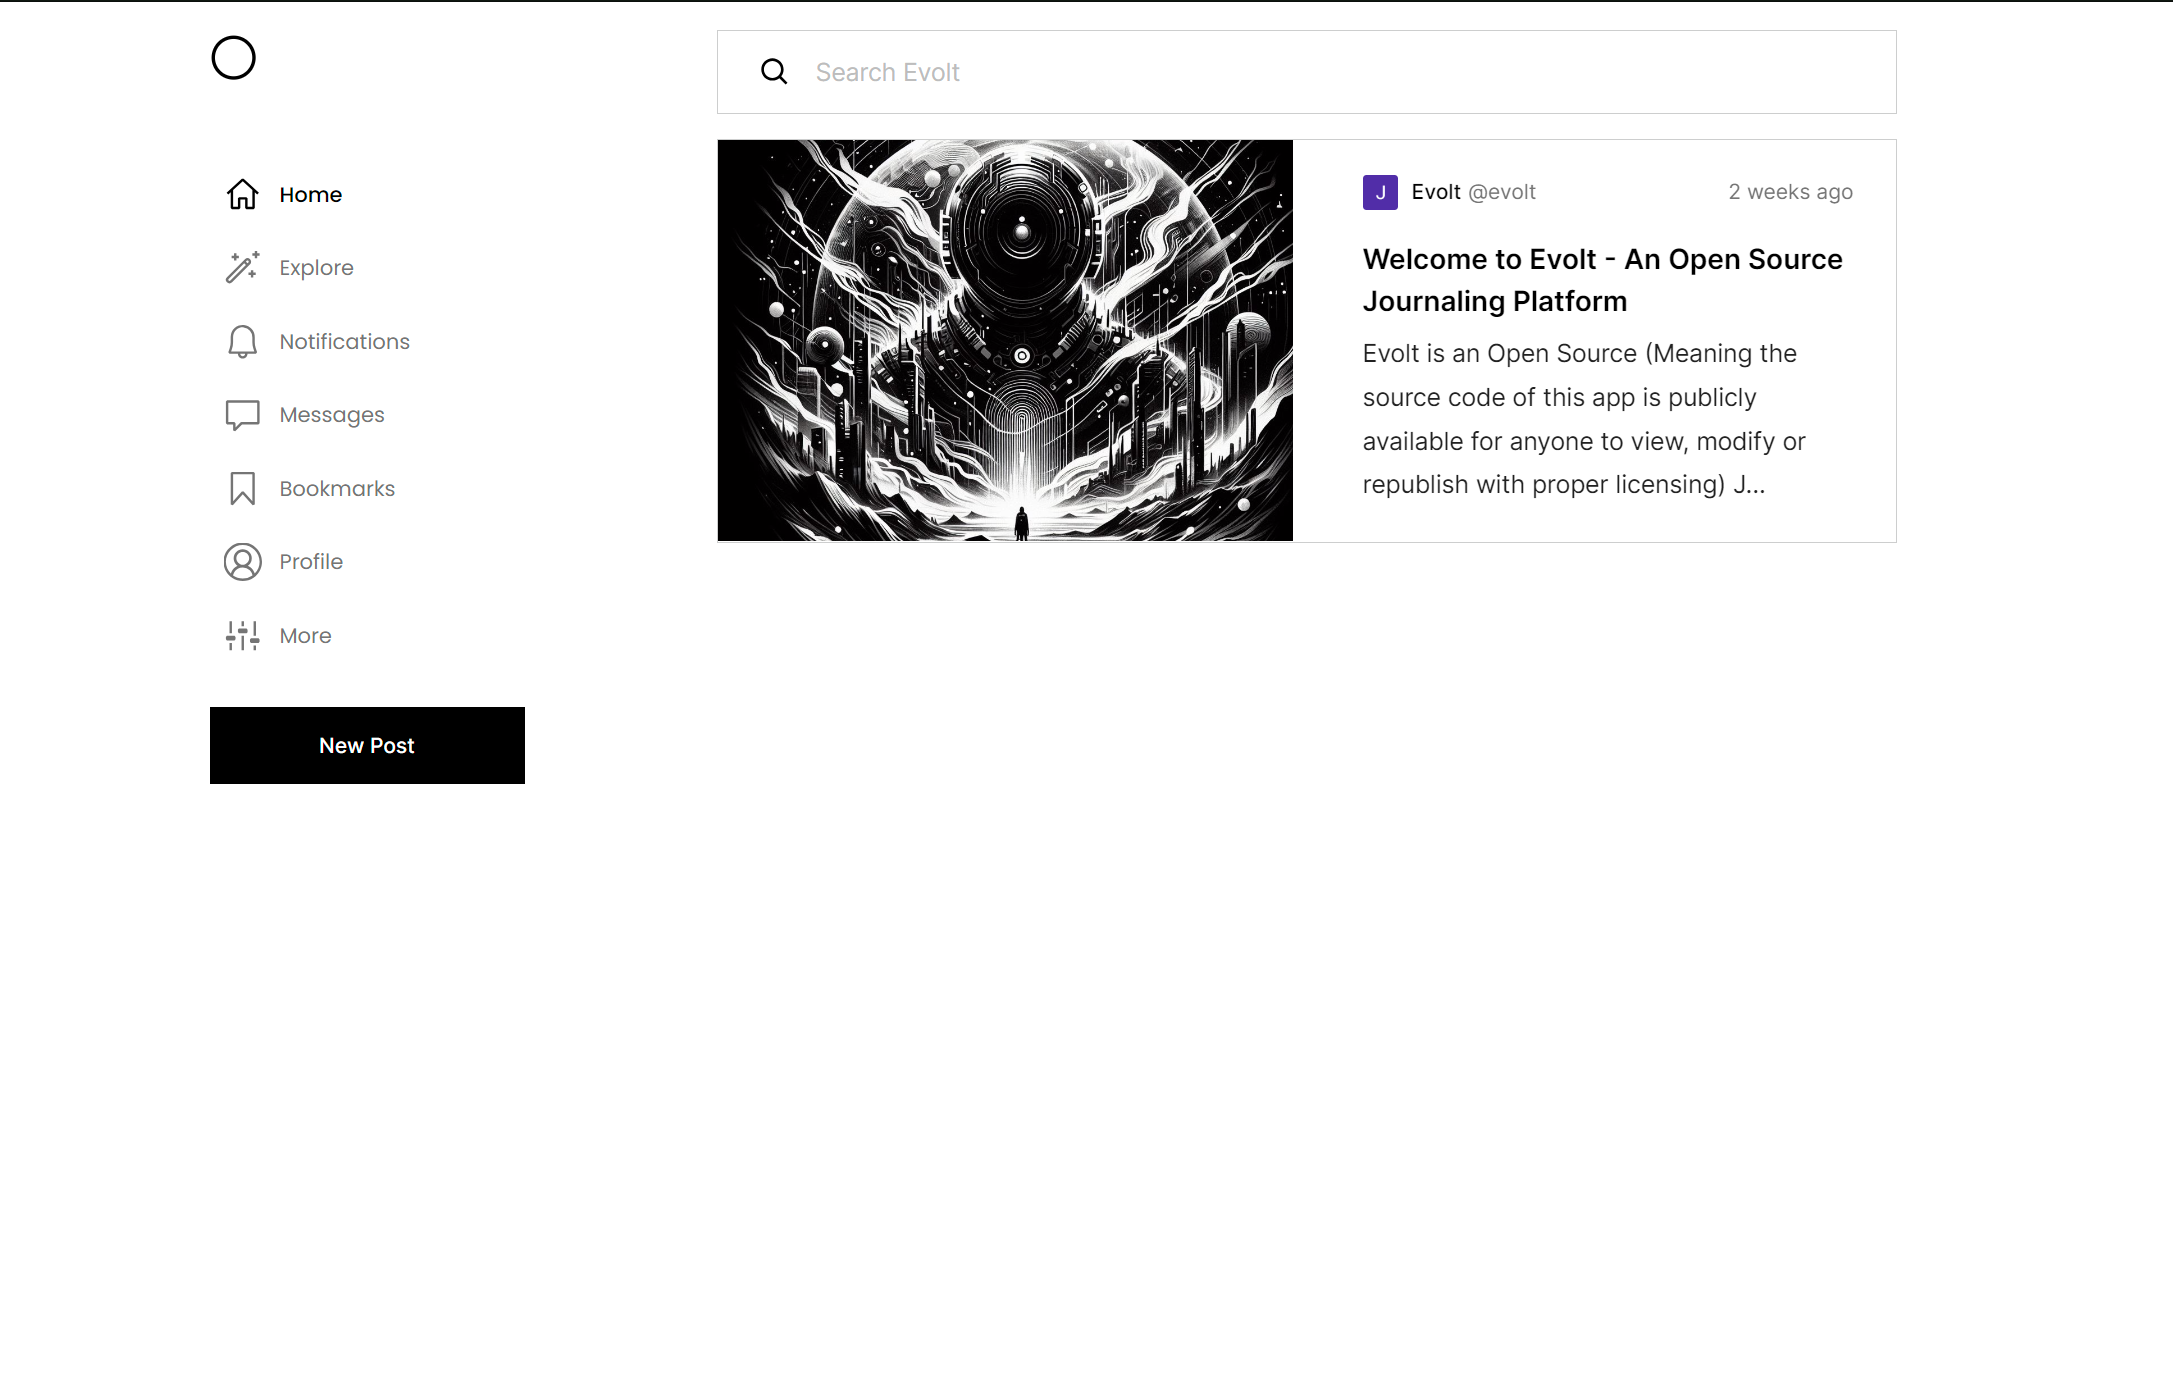 Search Evolt
Home
Explore
Notifications
Messages
Bookmarks
Profile
More
New Post
J Evolt @evolt 2 weeks ago
Welcome to Evolt - An Open Source
Journaling Platform
Evolt is an Open Source (Meaning the
source code of this app is publicly
available for anyone to view, modify or
republish with proper licensing) J...